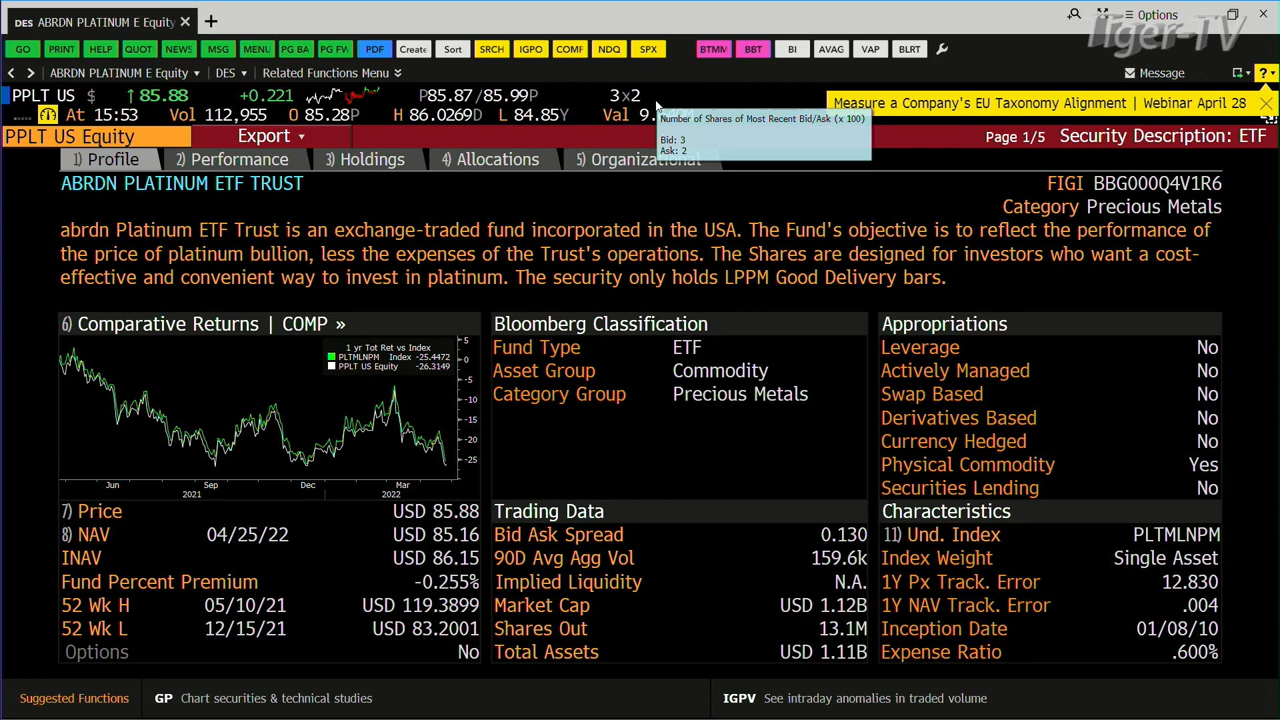 DES ABRDN PLATINUM E Equity
Options
Tiger-TV
GO PRINT HELP QUOT NEWS MSG MENU PG BA PG FW PDF Create Sort SRCH IGPO COMF NDQ SPX BTMM BBT BI AVAG VAP BLRT
ABRDN PLATINUM E Equity DES Related Functions Menu Message ?
PPLT US $ ↑85.88 +0.221 P85.87/85.99P 3x2
Measure a Company's EU Taxonomy Alignment | Webinar April 28
At 15:53 Vol 112,955 O 85.28P H 86.0269D L 84.85Y Val 9.
Number of Shares of Most Recent Bid/Ask (x 100)
Bid: 3
Ask: 2
PPLT US Equity Export Page 1/5 Security Description: ETF
1) Profile 2) Performance 3) Holdings 4) Allocations 5) Organizational
ABRDN PLATINUM ETF TRUST FIGI BBG000Q4V1R6
Category Precious Metals
abrdn Platinum ETF Trust is an exchange-traded fund incorporated in the USA. The Fund's objective is to reflect the performance of
the price of platinum bullion, less the expenses of the Trust's operations. The Shares are designed for investors who want a cost-
effective and convenient way to invest in platinum. The security only holds LPPM Good Delivery bars.
6) Comparative Returns | COMP » Bloomberg Classification Appropriations
1 yr Tot Ret vs Index
PLTMLNPM Index -25.4472
PPLT US Equity -26.3149
5
0
-5
-10
-15
-20
-25
Jun Sep Dec Mar
2021 2022
Fund Type ETF Leverage No
Asset Group Commodity Actively Managed No
Category Group Precious Metals Swap Based No
Derivatives Based No
Currency Hedged No
Physical Commodity Yes
Securities Lending No
7) Price USD 85.88 Trading Data Characteristics
8) NAV 04/25/22 USD 85.16 Bid Ask Spread 0.130 11) Und. Index PLTMLNPM
INAV USD 86.15 90D Avg Agg Vol 159.6k Index Weight Single Asset
Fund Percent Premium -0.255% Implied Liquidity N.A. 1Y Px Track. Error 12.830
52 Wk H 05/10/21 USD 119.3899 Market Cap USD 1.12B 1Y NAV Track. Error .004
52 Wk L 12/15/21 USD 83.2001 Shares Out 13.1M Inception Date 01/08/10
Options No Total Assets USD 1.11B Expense Ratio .600%
Suggested Functions GP Chart securities & technical studies IGPV See intraday anomalies in traded volume